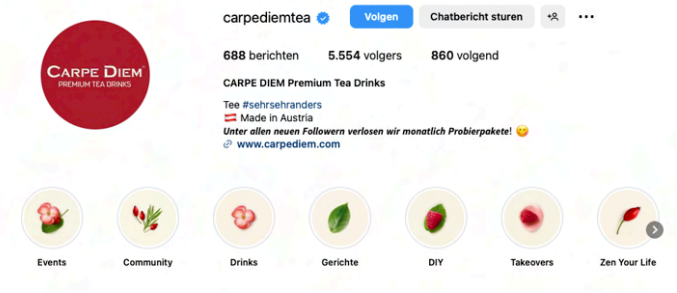 carpediemtea
Volgen
Chatbericht sturen
688 berichten
5.554 volgers
860 volgend
CARPE DIEM™
PREMIUM TEA DRINKS
CARPE DIEM Premium Tea Drinks
Tee #sehrsehranders
Made in Austria
Unter allen neuen Followern verlosen wir monatlich Probierpakete!
www.carpediem.com
Events
Community
Drinks
Gerichte
DIY
Takeovers
Zen Your Life